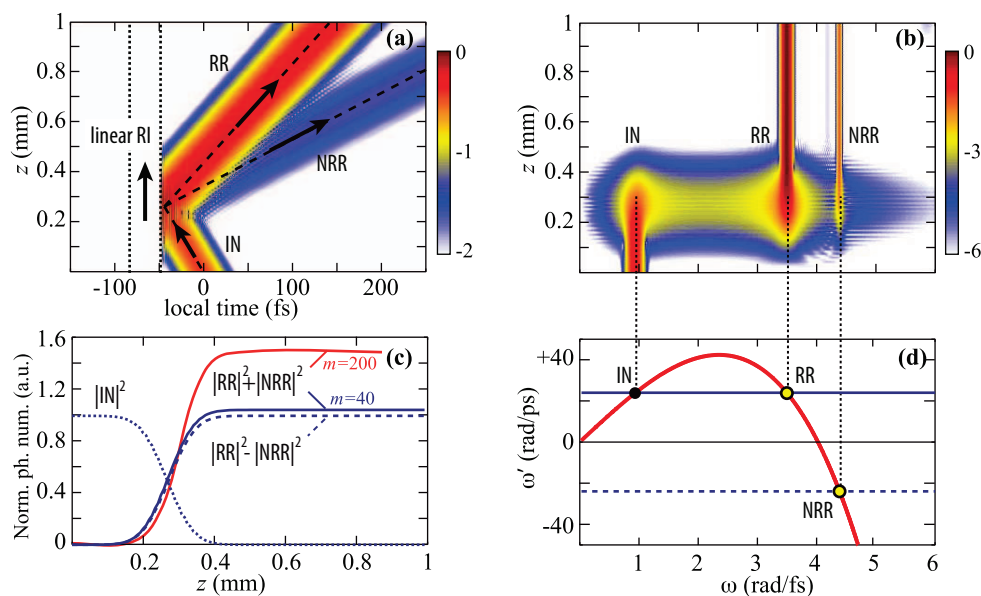 (a)
1
0.8
0.6
0.4
0.2
z (mm)
RR
linear RI
NRR
IN
-100
0
100
200
local time (fs)
0
-1
-2
(b)
1
0.8
0.6
0.4
0.2
z (mm)
IN
RR
NRR
0
-3
-6
(c)
1.6
1.2
0.8
0.4
0
Norm. ph. num. (a.u.)
|IN|²
m=200
|RR|²+|NRR|²
m=40
|RR|²-|NRR|²
0.2
0.4
0.6
0.8
1
z (mm)
(d)
+40
0
-40
ω′ (rad/ps)
IN
RR
NRR
1
2
3
4
5
6
ω (rad/fs)